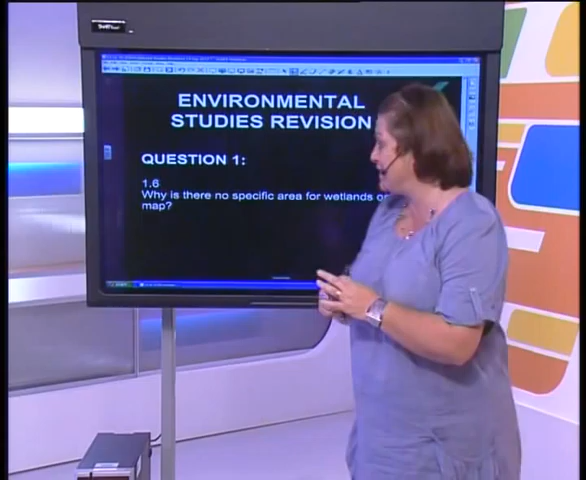 ENVIRONMENTAL
STUDIES REVISION
QUESTION 1:
1.6
Why is there no specific area for wetlands
map?